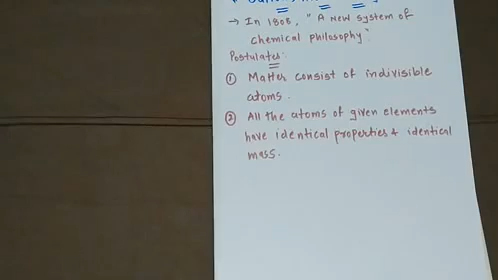 → In 1808, "A New system of
chemical philosophy".
Postulates:
① Matter consist of indivisible
atoms.
② All the atoms of given elements
have identical properties & identical
mass.